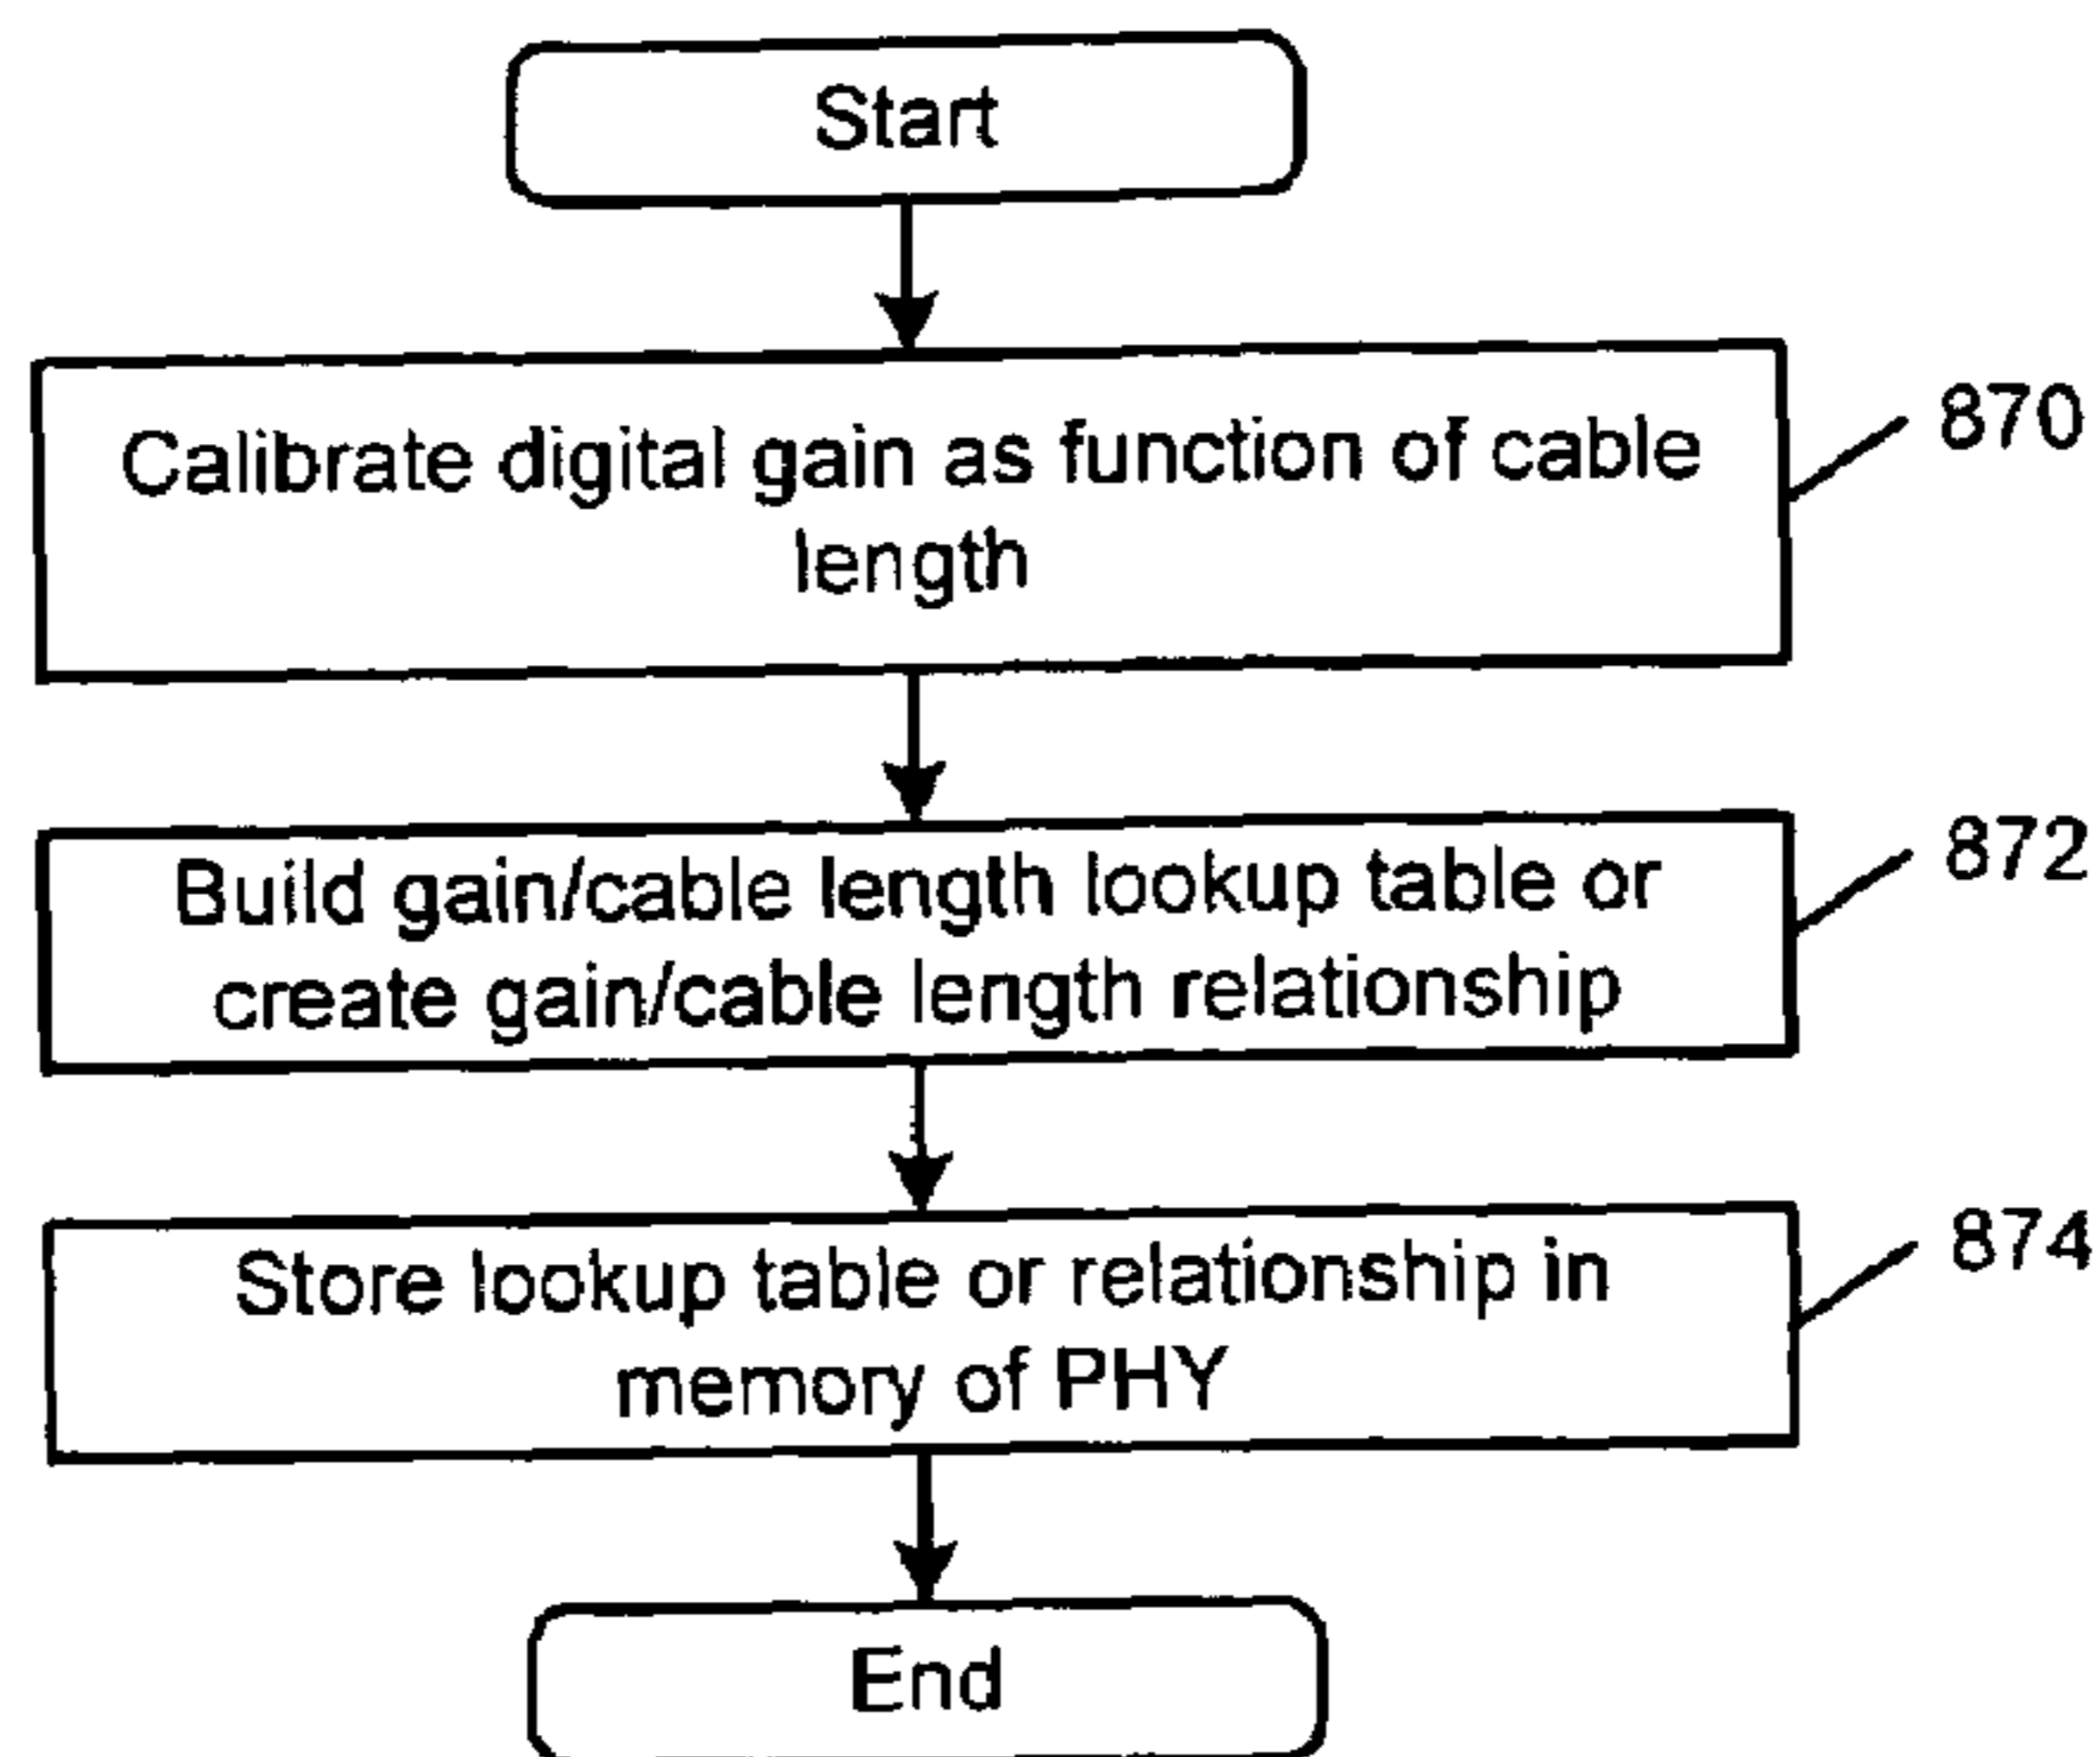 Start
Calibrate digital gain as function of cable
length
870
Build gain/cable length lookup table or
create gain/cable length relationship
872
Store lookup table or relationship in
memory of PHY
874
End